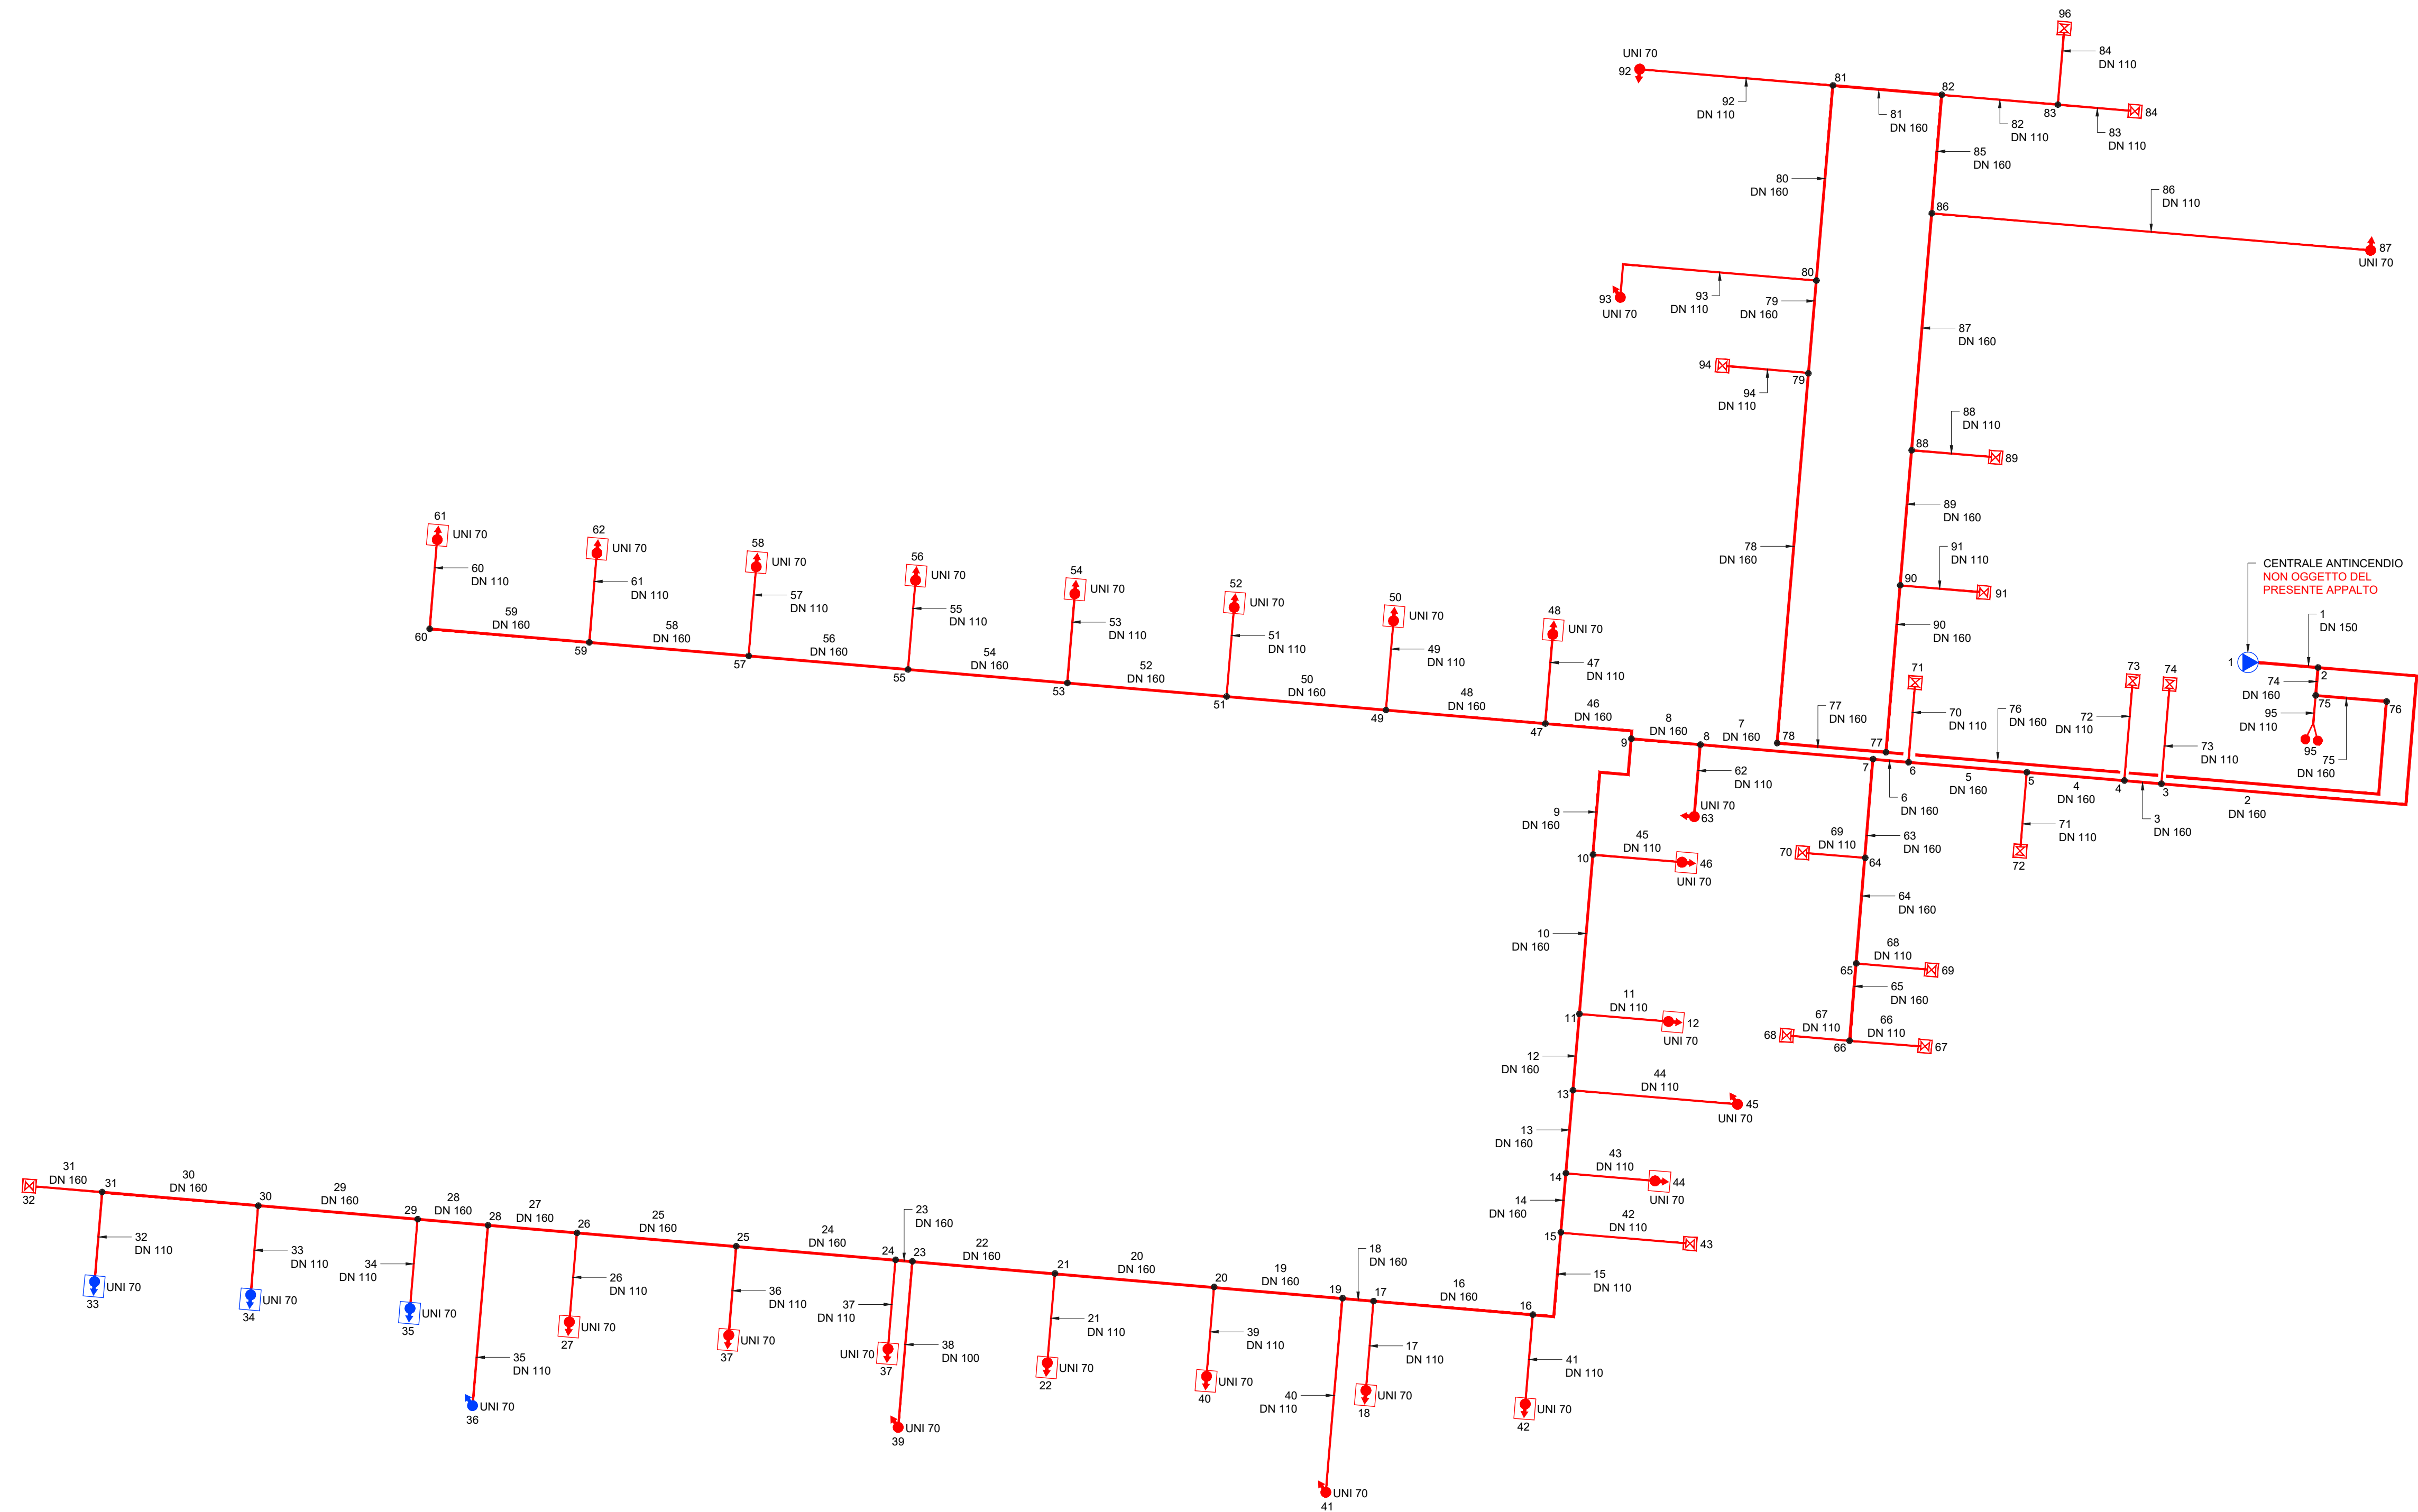 96
84
DN 110
UNI 70
92
81
82
92
DN 110
81
DN 160
82
DN 110
83
84
83
DN 110
85
DN 160
80
DN 160
86
DN 110
86
87
UNI 70
80
93
DN 110
79
DN 160
93
UNI 70
87
DN 160
94
79
94
DN 110
88
DN 110
88
89
89
DN 160
78
DN 160
91
DN 110
90
91
90
DN 160
CENTRALE ANTINCENDIO
NON OGGETTO DEL
PRESENTE APPALTO
1
DN 150
1
2
74
DN 160
75
76
95
DN 110
95
75
DN 160
61
UNI 70
60
DN 110
59
DN 160
60
62
UNI 70
61
DN 110
58
DN 160
59
58
UNI 70
57
DN 110
56
DN 160
57
56
UNI 70
55
DN 110
54
DN 160
55
54
UNI 70
53
DN 110
52
DN 160
53
52
UNI 70
51
DN 110
50
DN 160
51
50
UNI 70
49
DN 110
48
DN 160
49
48
UNI 70
47
DN 110
46
DN 160
47
9
8
DN 160
8
7
DN 160
78
77
DN 160
77
71
70
DN 110
76
DN 160
73
72
DN 110
74
73
DN 110
7
6
6
DN 160
5
DN 160
5
4
DN 160
4
3
3
DN 160
2
DN 160
71
DN 110
72
62
DN 110
UNI 70
63
9
DN 160
10
45
DN 110
46
UNI 70
63
DN 160
69
DN 110
70
64
64
DN 160
10
DN 160
65
68
DN 110
69
65
DN 160
67
DN 110
66
DN 110
68
66
67
11
11
DN 110
12
UNI 70
12
DN 160
13
44
DN 110
45
UNI 70
13
DN 160
14
43
DN 110
44
UNI 70
14
DN 160
15
42
DN 110
43
15
DN 110
31
DN 160
32
31
30
DN 160
30
29
DN 160
29
28
DN 160
28
27
DN 160
26
25
DN 160
25
24
DN 160
24
23
DN 160
23
22
DN 160
21
20
DN 160
20
19
DN 160
19
18
DN 160
17
16
DN 160
16
32
DN 110
UNI 70
33
33
DN 110
UNI 70
34
34
DN 110
UNI 70
35
35
DN 110
UNI 70
36
26
DN 110
UNI 70
27
36
DN 110
UNI 70
37
37
DN 110
UNI 70
37
38
DN 100
UNI 70
39
21
DN 110
UNI 70
22
39
DN 110
UNI 70
40
40
DN 110
UNI 70
41
17
DN 110
UNI 70
18
41
DN 110
UNI 70
42